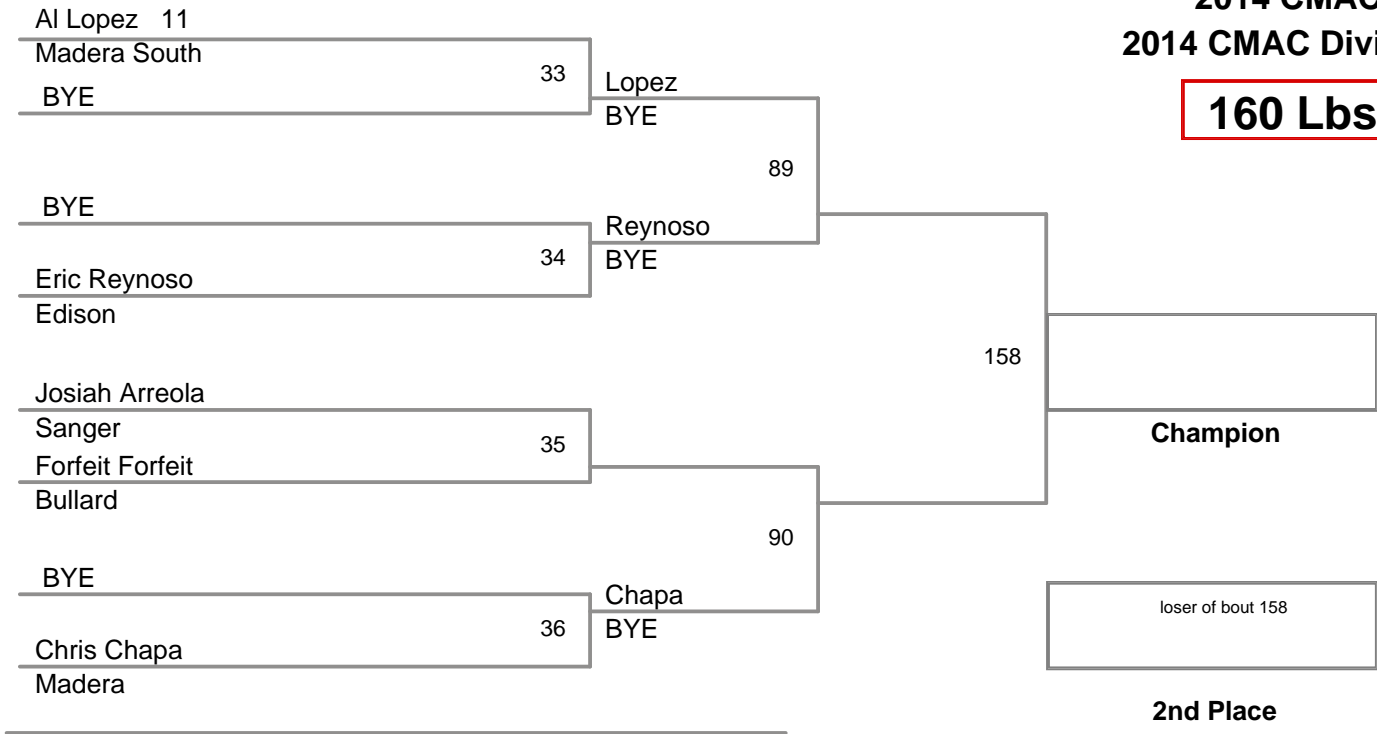 Al Lopez 11
Madera South
BYE
33
Lopez
BYE
89
BYE
34
Eric Reynoso
Edison
Reynoso
BYE
158
Josiah Arreola
Sanger
35
Forfeit Forfeit
Bullard
90
BYE
36
Chris Chapa
Madera
Chapa
BYE
2014 CMAC
2014 CMAC Divi
160 Lbs
Champion
loser of bout 158
2nd Place